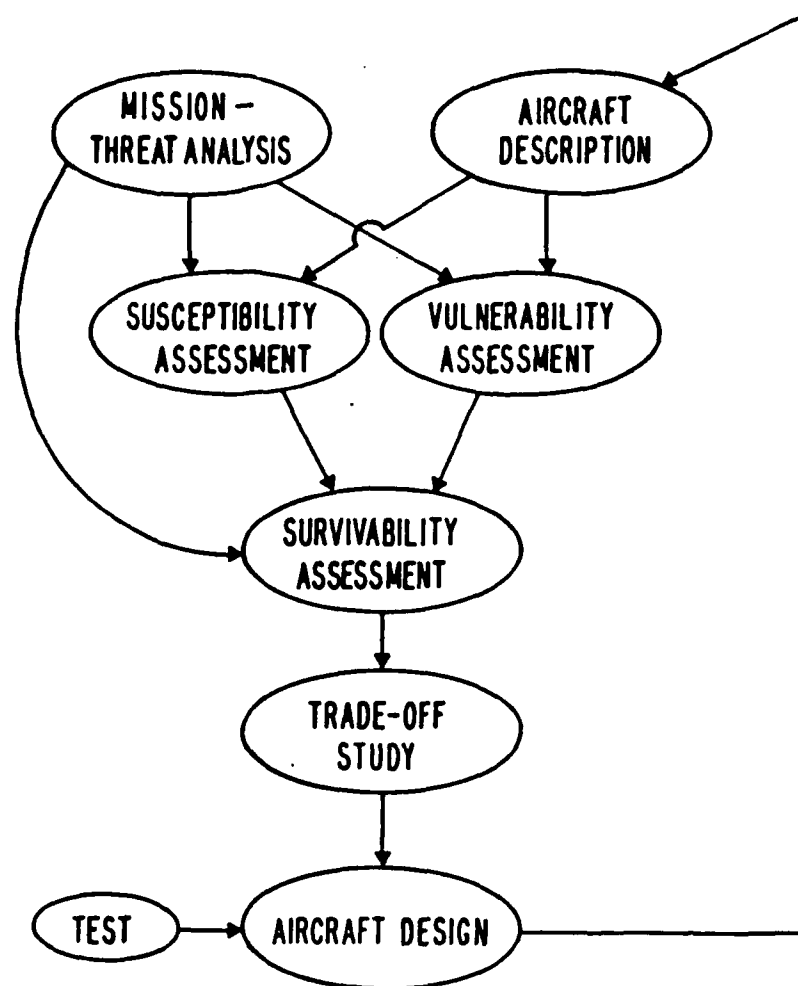 MISSION –
THREAT ANALYSIS
AIRCRAFT
DESCRIPTION
SUSCEPTIBILITY
ASSESSMENT
VULNERABILITY
ASSESSMENT
SURVIVABILITY
ASSESSMENT
TRADE-OFF
STUDY
TEST
AIRCRAFT DESIGN